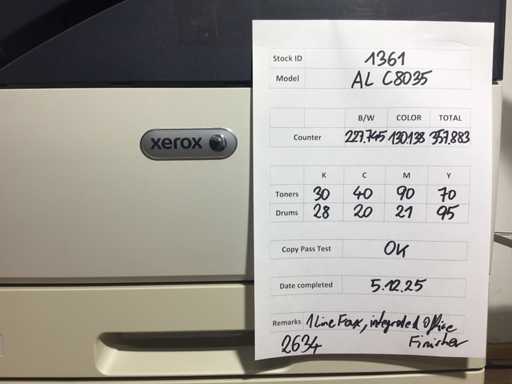 xerox
Stock ID 1361
Model AL C8035
B/W COLOR TOTAL
Counter 227.745 130138 357.883
K C M Y
Toners 30 40 90 70
Drums 28 20 21 95
Copy Pass Test OK
Date completed 5.12.25
Remarks 1 Line Fax, integrated Office
2634 Finisher